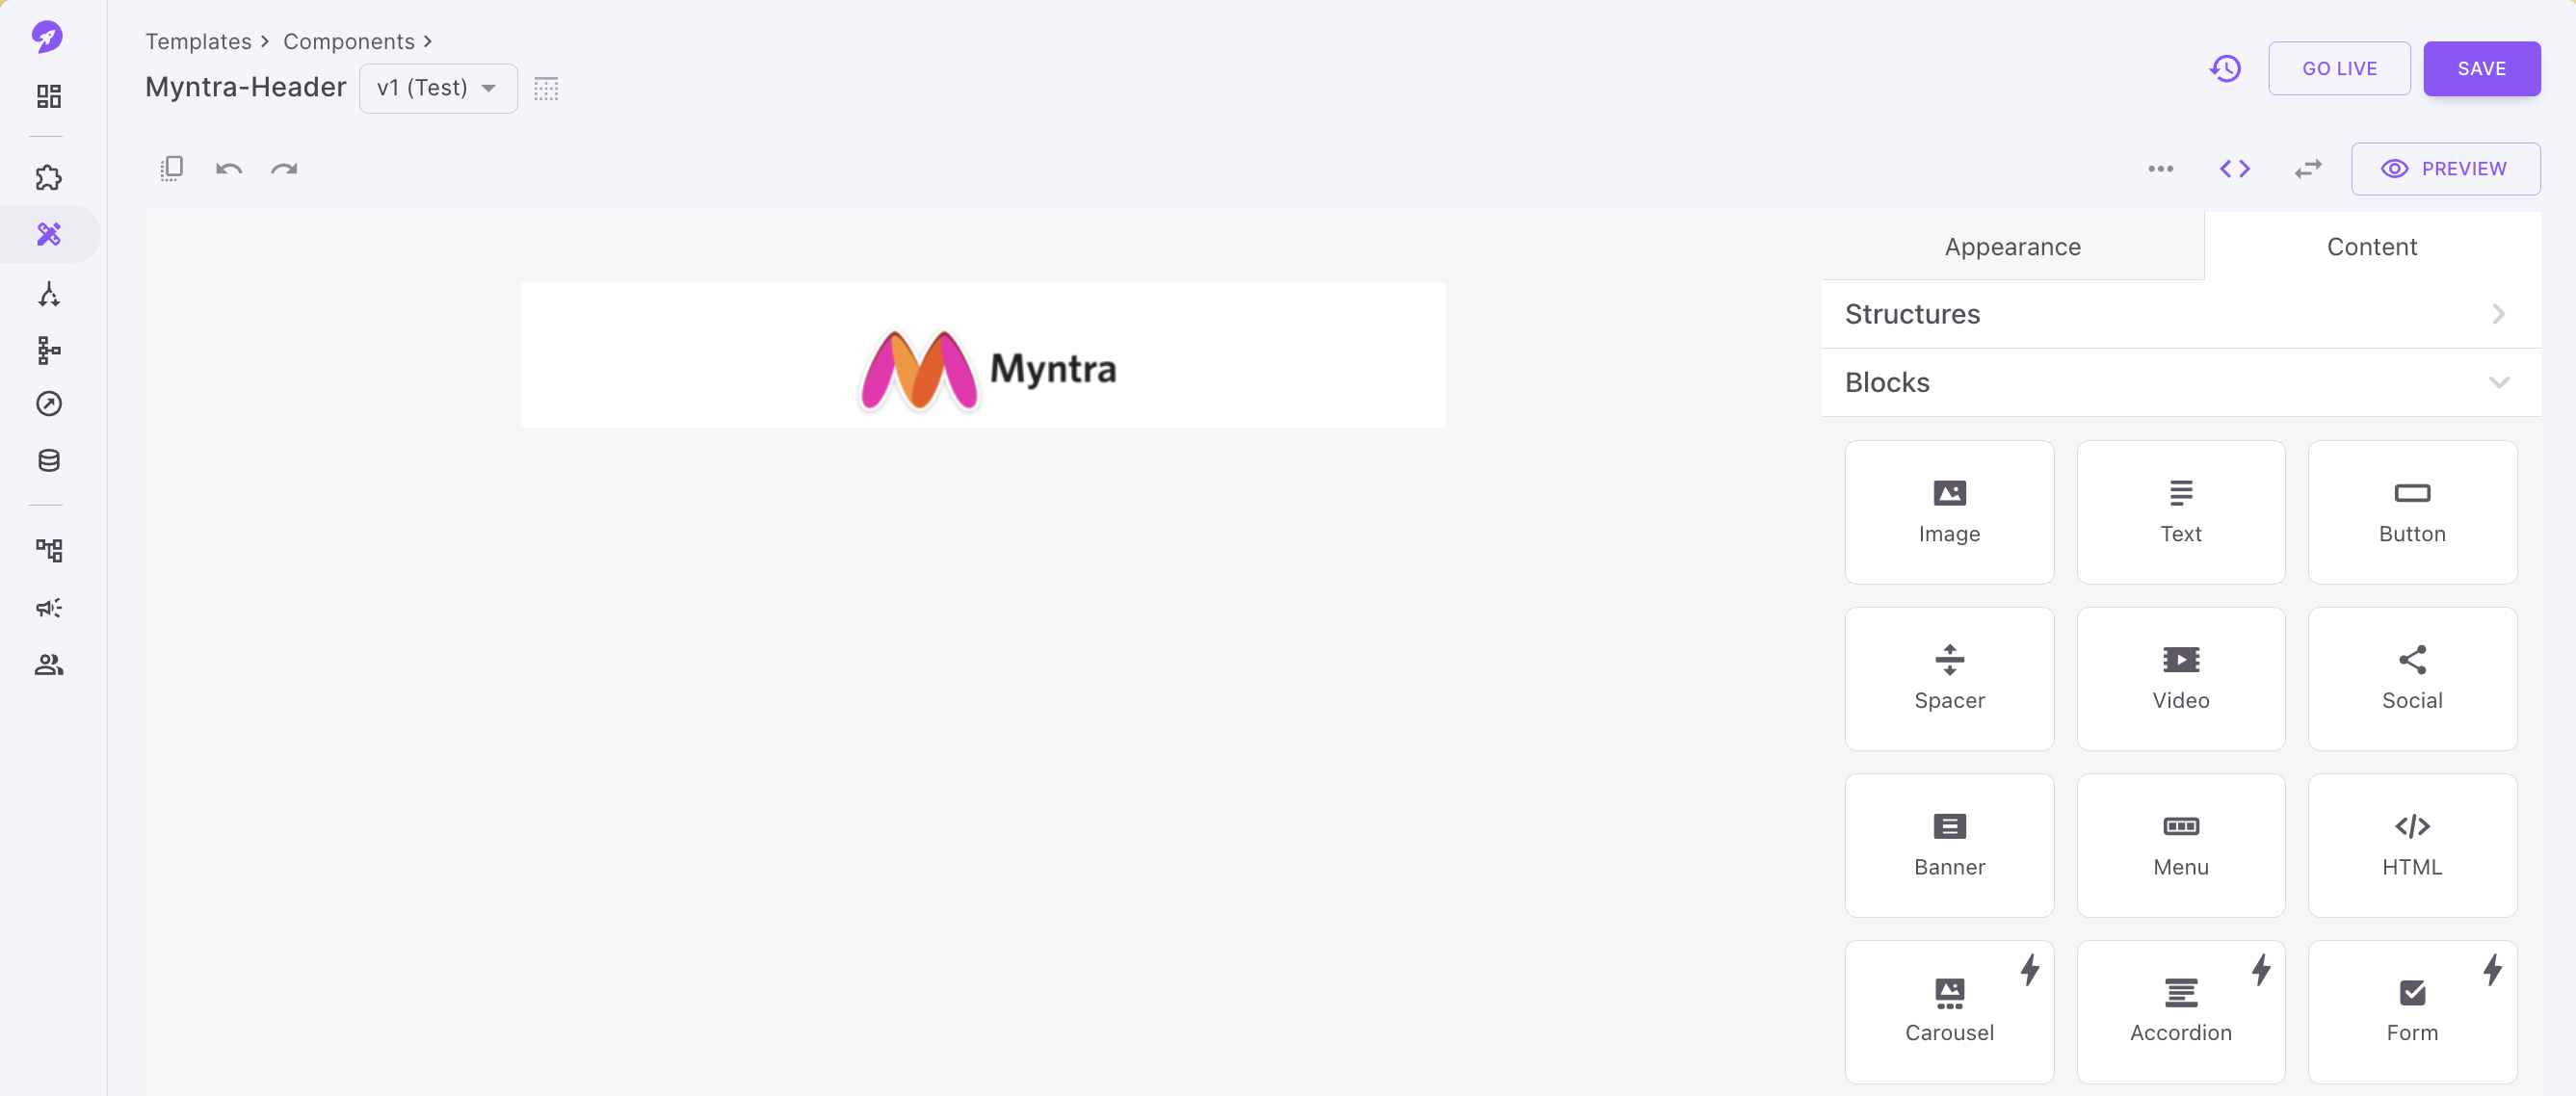 Templates
Components
Myntra-Header
v1 (Test)
GO LIVE
SAVE
PREVIEW
Appearance
Content
Structures
Blocks
Myntra
Image
Text
Button
Spacer
Video
Social
Banner
Menu
HTML
Carousel
Accordion
Form